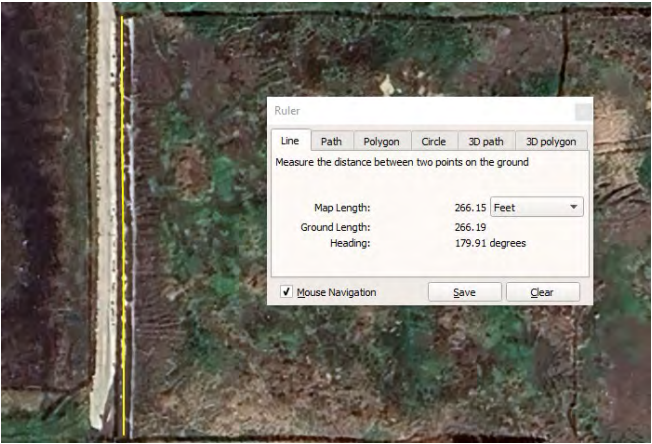 Ruler
Line Path Polygon Circle 3D path 3D polygon
Measure the distance between two points on the ground
Map Length: 266.15 Feet
Ground Length: 266.19
Heading: 179.91 degrees
Mouse Navigation Save Clear